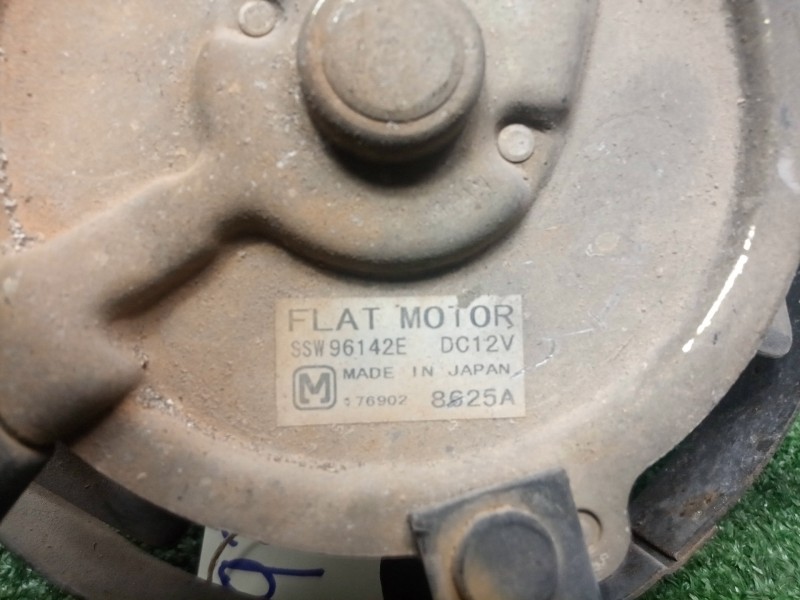 FLAT MOTOR
SSW96142E DC12V
M MADE IN JAPAN
176902 8625A